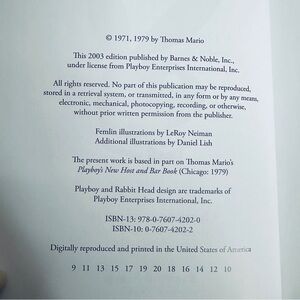 © 1971, 1979 by Thomas Mario
This 2003 edition published by Barnes & Noble, Inc.,
under license from Playboy Enterprises International, Inc.
All rights reserved. No part of this publication may be reproduced,
stored in a retrieval system, or transmitted, in any form or by any means,
electronic, mechanical, photocopying, recording, or otherwise,
without prior written permission from the publisher.
Femlin illustrations by LeRoy Neiman
Additional illustrations by Daniel Lish
The present work is based in part on Thomas Mario's
Playboy's New Host and Bar Book (Chicago: 1979)
Playboy and Rabbit Head design are trademarks of
Playboy Enterprises International, Inc.
ISBN-13: 978-0-7607-4202-0
ISBN-10: 0-7607-4202-2
Digitally reproduced and printed in the United States of America
9 11 13 15 17 19 20 18 16 14 12 10